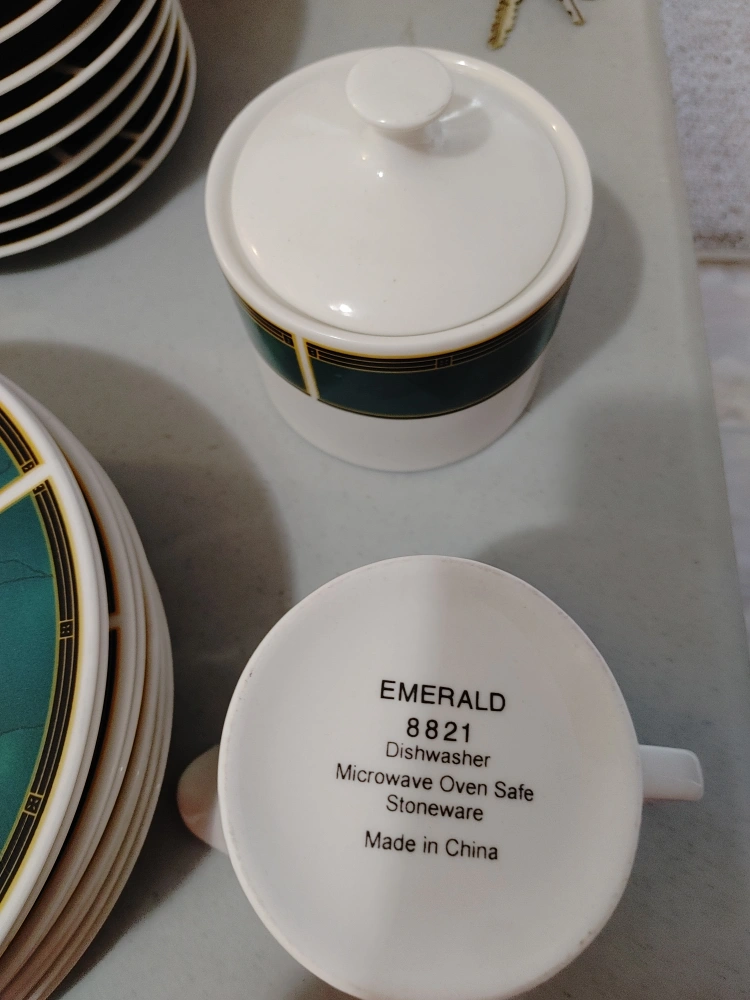 EMERALD
8821
Dishwasher
Microwave Oven Safe
Stoneware
Made in China